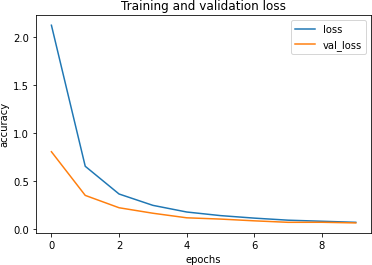 Training and validation loss
loss
val_loss
2.0
1.5
1.0
0.5
0.0
accuracy
0 2 4 6 8
epochs